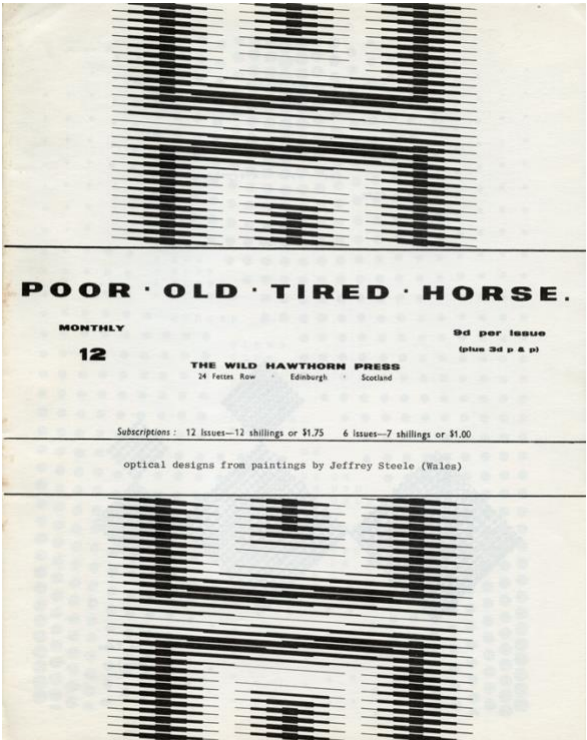 POOR · OLD · TIRED · HORSE.
MONTHLY
12
9d per issue
(plus 3d p & p)
THE WILD HAWTHORN PRESS
24 Fettes Row · Edinburgh · Scotland
Subscriptions : 12 Issues—12 shillings or $1.75 6 Issues—7 shillings or $1.00
optical designs from paintings by Jeffrey Steele (Wales)